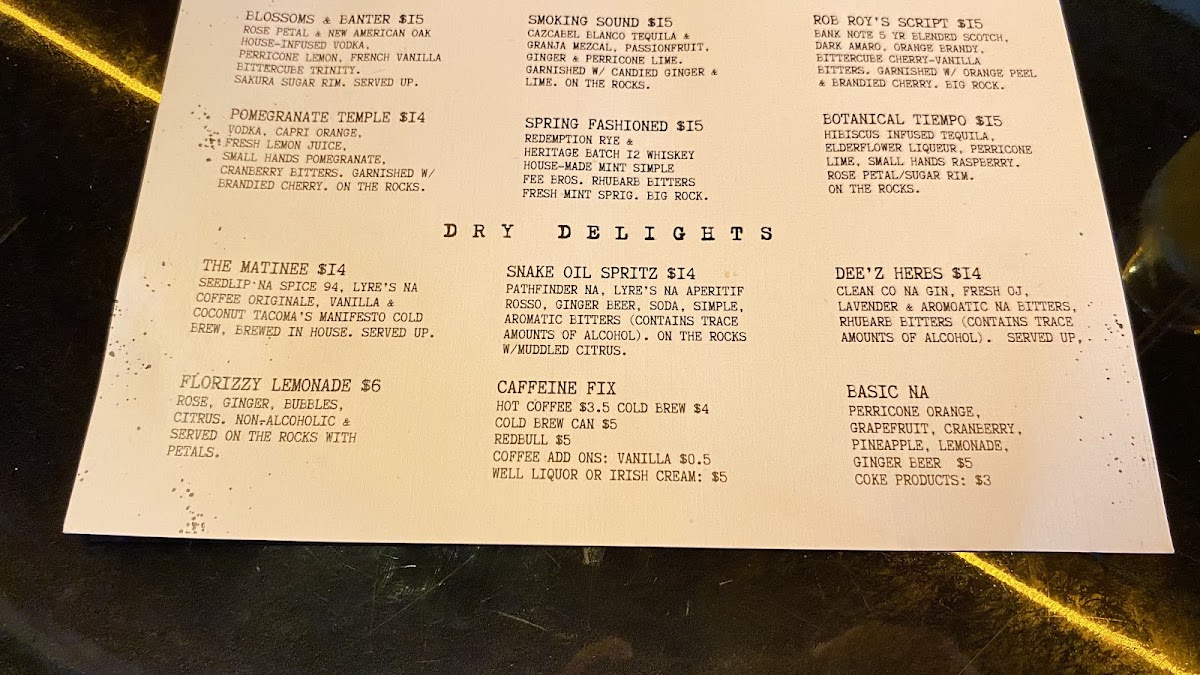 BLOSSOMS & BANTER $15
ROSE PETAL & NEW AMERICAN OAK
HOUSE-INFUSED VODKA,
PERRICONE LEMON, FRENCH VANILLA
BITTERCUBE TRINITY.
SAKURA SUGAR RIM. SERVED UP.
SMOKING SOUND $15
CAZCABEL BLANCO TEQUILA &
GRANJA MEZCAL, PASSIONFRUIT.
GINGER & PERRICONE LIME.
GARNISHED W/ CANDIED GINGER &
LIME. ON THE ROCKS.
ROB ROY'S SCRIPT $15
BANK NOTE 5 YR BLENDED SCOTCH,
DARK AMARO, ORANGE BRANDY,
BITTERCUBE CHERRY-VANILLA
BITTERS. GARNISHED W/ ORANGE PEEL
& BRANDIED CHERRY. BIG ROCK.
POMEGRANATE TEMPLE $14
VODKA, CAPRI ORANGE,
FRESH LEMON JUICE,
SMALL HANDS POMEGRANATE,
CRANBERRY BITTERS. GARNISHED W/
BRANDIED CHERRY. ON THE ROCKS.
SPRING FASHIONED $15
REDEMPTION RYE &
HERITAGE BATCH 12 WHISKEY
HOUSE-MADE MINT SIMPLE
FEE BROS. RHUBARB BITTERS
FRESH MINT SPRIG. BIG ROCK.
BOTANICAL TIEMPO $15
HIBISCUS INFUSED TEQUILA,
ELDERFLOWER LIQUEUR, PERRICONE
LIME, SMALL HANDS RASPBERRY.
ROSE PETAL/SUGAR RIM.
ON THE ROCKS.
DRY DELIGHTS
THE MATINEE $14
SEEDLIP NA SPICE 94, LYRE'S NA
COFFEE ORIGINALE, VANILLA &
COCONUT TACOMA'S MANIFESTO COLD
BREW, BREWED IN HOUSE. SERVED UP.
SNAKE OIL SPRITZ $14
PATHFINDER NA, LYRE'S NA APERITIF
ROSSO, GINGER BEER, SODA, SIMPLE,
AROMATIC BITTERS (CONTAINS TRACE
AMOUNTS OF ALCOHOL). ON THE ROCKS
W/MUDDLED CITRUS.
DEE'Z HERBS $14
CLEAN CO NA GIN, FRESH OJ,
LAVENDER & AROMOATIC NA BITTERS,
RHUBARB BITTERS (CONTAINS TRACE
AMOUNTS OF ALCOHOL). SERVED UP.
FLORIZZY LEMONADE $6
ROSE, GINGER, BUBBLES,
CITRUS. NON-ALCOHOLIC &
SERVED ON THE ROCKS WITH
PETALS.
CAFFEINE FIX
HOT COFFEE $3.5 COLD BREW $4
COLD BREW CAN $5
REDBULL $5
COFFEE ADD ONS: VANILLA $0.5
WELL LIQUOR OR IRISH CREAM: $5
BASIC NA
PERRICONE ORANGE,
GRAPEFRUIT, CRANBERRY,
PINEAPPLE, LEMONADE,
GINGER BEER $5
COKE PRODUCTS: $3